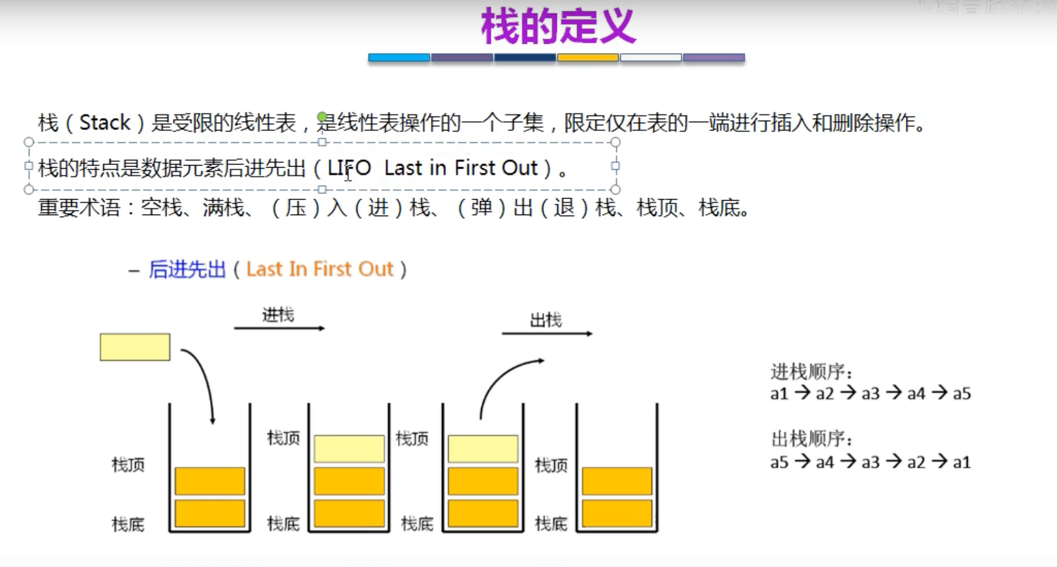 栈的定义
栈（Stack）是受限的线性表，是线性表操作的一个子集，限定仅在表的一端进行插入和删除操作。
栈的特点是数据元素后进先出（LIFO Last in First Out）。
重要术语：空栈、满栈、（压）入（进）栈、（弹）出（退）栈、栈顶、栈底。
– 后进先出（Last In First Out）
进栈
出栈
栈顶
栈底
栈顶
栈底
栈顶
栈底
栈顶
栈底
进栈顺序：
a1→a2→a3→a4→a5
出栈顺序：
a5→a4→a3→a2→a1